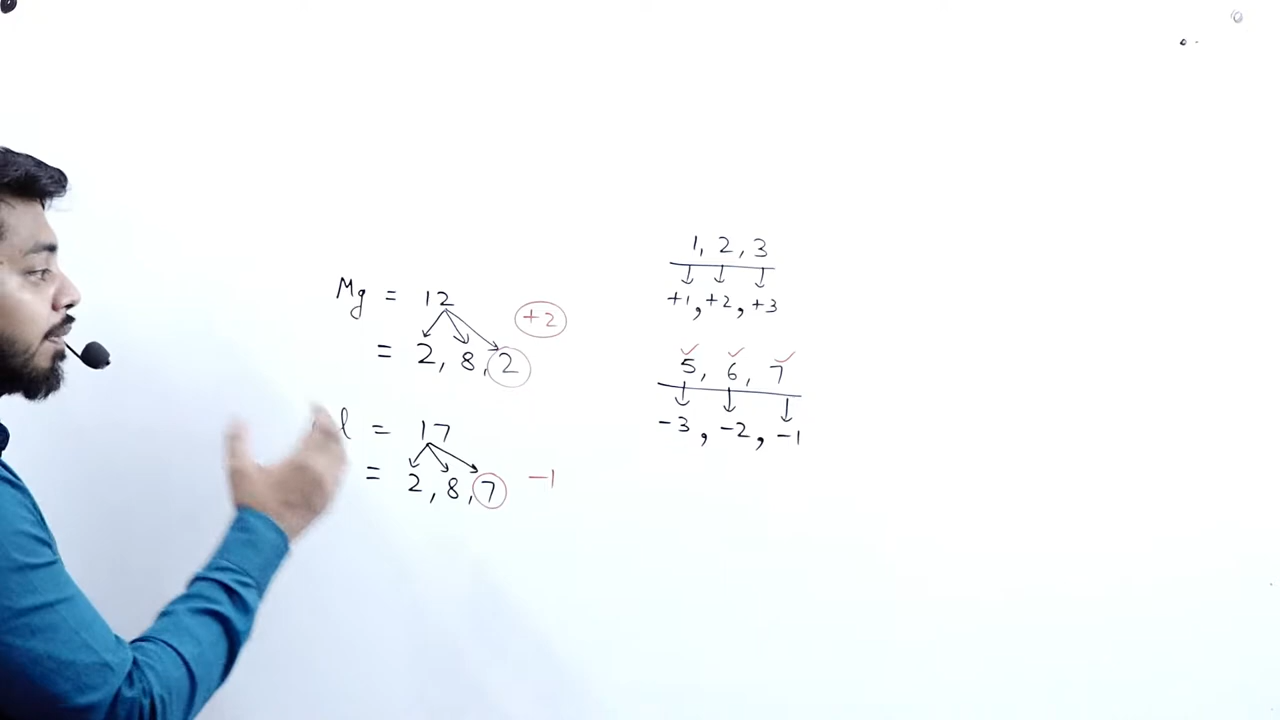 Mg = 12
+2
= 2, 8, 2
l = 17
= 2, 8, 7 -1
1, 2, 3
+1, +2, +3
5, 6, 7
-3, -2, -1